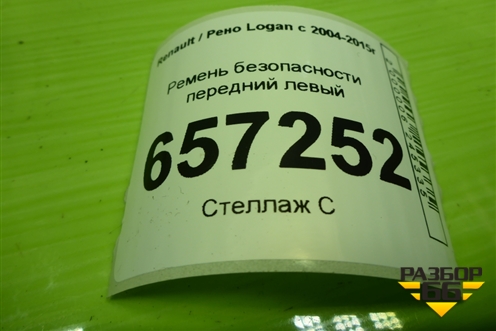 Renault / Рено Logan с 2004-2015г
Ремень безопасности
передний левый
657252
Стеллаж С
РАЗБОР
66